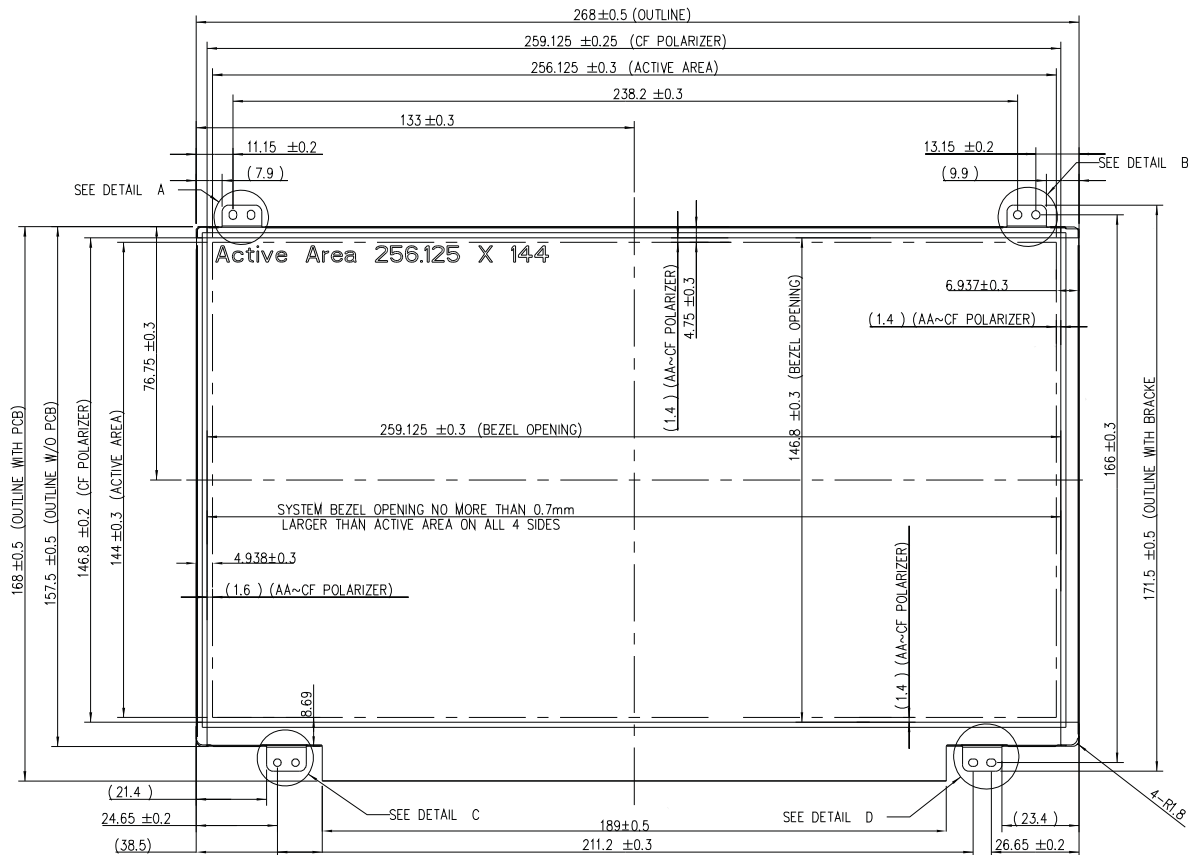 268±0.5 (OUTLINE)
259.125 ±0.25 (CF POLARIZER)
256.125 ±0.3 (ACTIVE AREA)
238.2 ±0.3
133±0.3
11.15 ±0.2
13.15 ±0.2
(7.9)
(9.9)
SEE DETAIL A
SEE DETAIL B
Active Area 256.125 X 144
6.937±0.3
(1.4) (AA~CF POLARIZER)
(1.4) (AA~CF POLARIZER)
4.75 ±0.3
146.8 ±0.3 (BEZEL OPENING)
76.75 ±0.3
168±0.5 (OUTLINE WITH PCB)
157.5 ±0.5 (OUTLINE W/O PCB)
146.8 ±0.2 (CF POLARIZER)
144±0.3 (ACTIVE AREA)
259.125 ±0.3 (BEZEL OPENING)
166±0.3
171.5 ±0.5 (OUTLINE WITH BRACKE
SYSTEM BEZEL OPENING NO MORE THAN 0.7mm
LARGER THAN ACTIVE AREA ON ALL 4 SIDES
4.938±0.3
(1.6) (AA~CF POLARIZER)
(1.4) (AA~CF POLARIZER)
8.69
(21.4)
SEE DETAIL C
SEE DETAIL D
4-R1.8
24.65 ±0.2
189±0.5
(23.4)
(38.5)
211.2 ±0.3
26.65 ±0.2